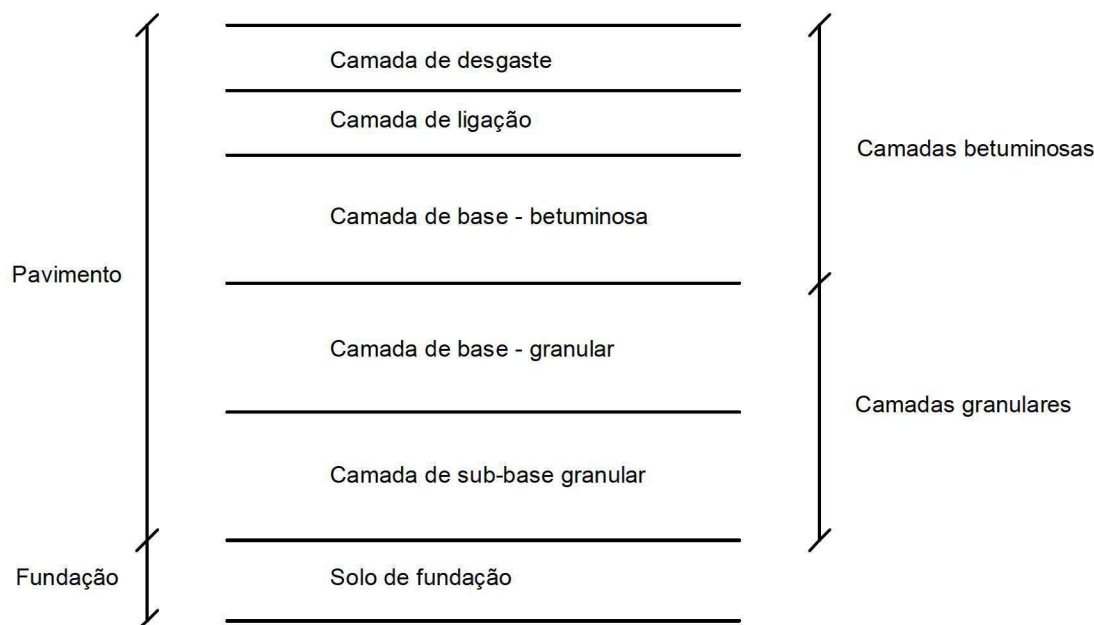 Camada de desgaste
Camada de ligação
Camadas betuminosas
Camada de base - betuminosa
Pavimento
Camada de base - granular
Camadas granulares
Camada de sub-base granular
Fundação
Solo de fundação